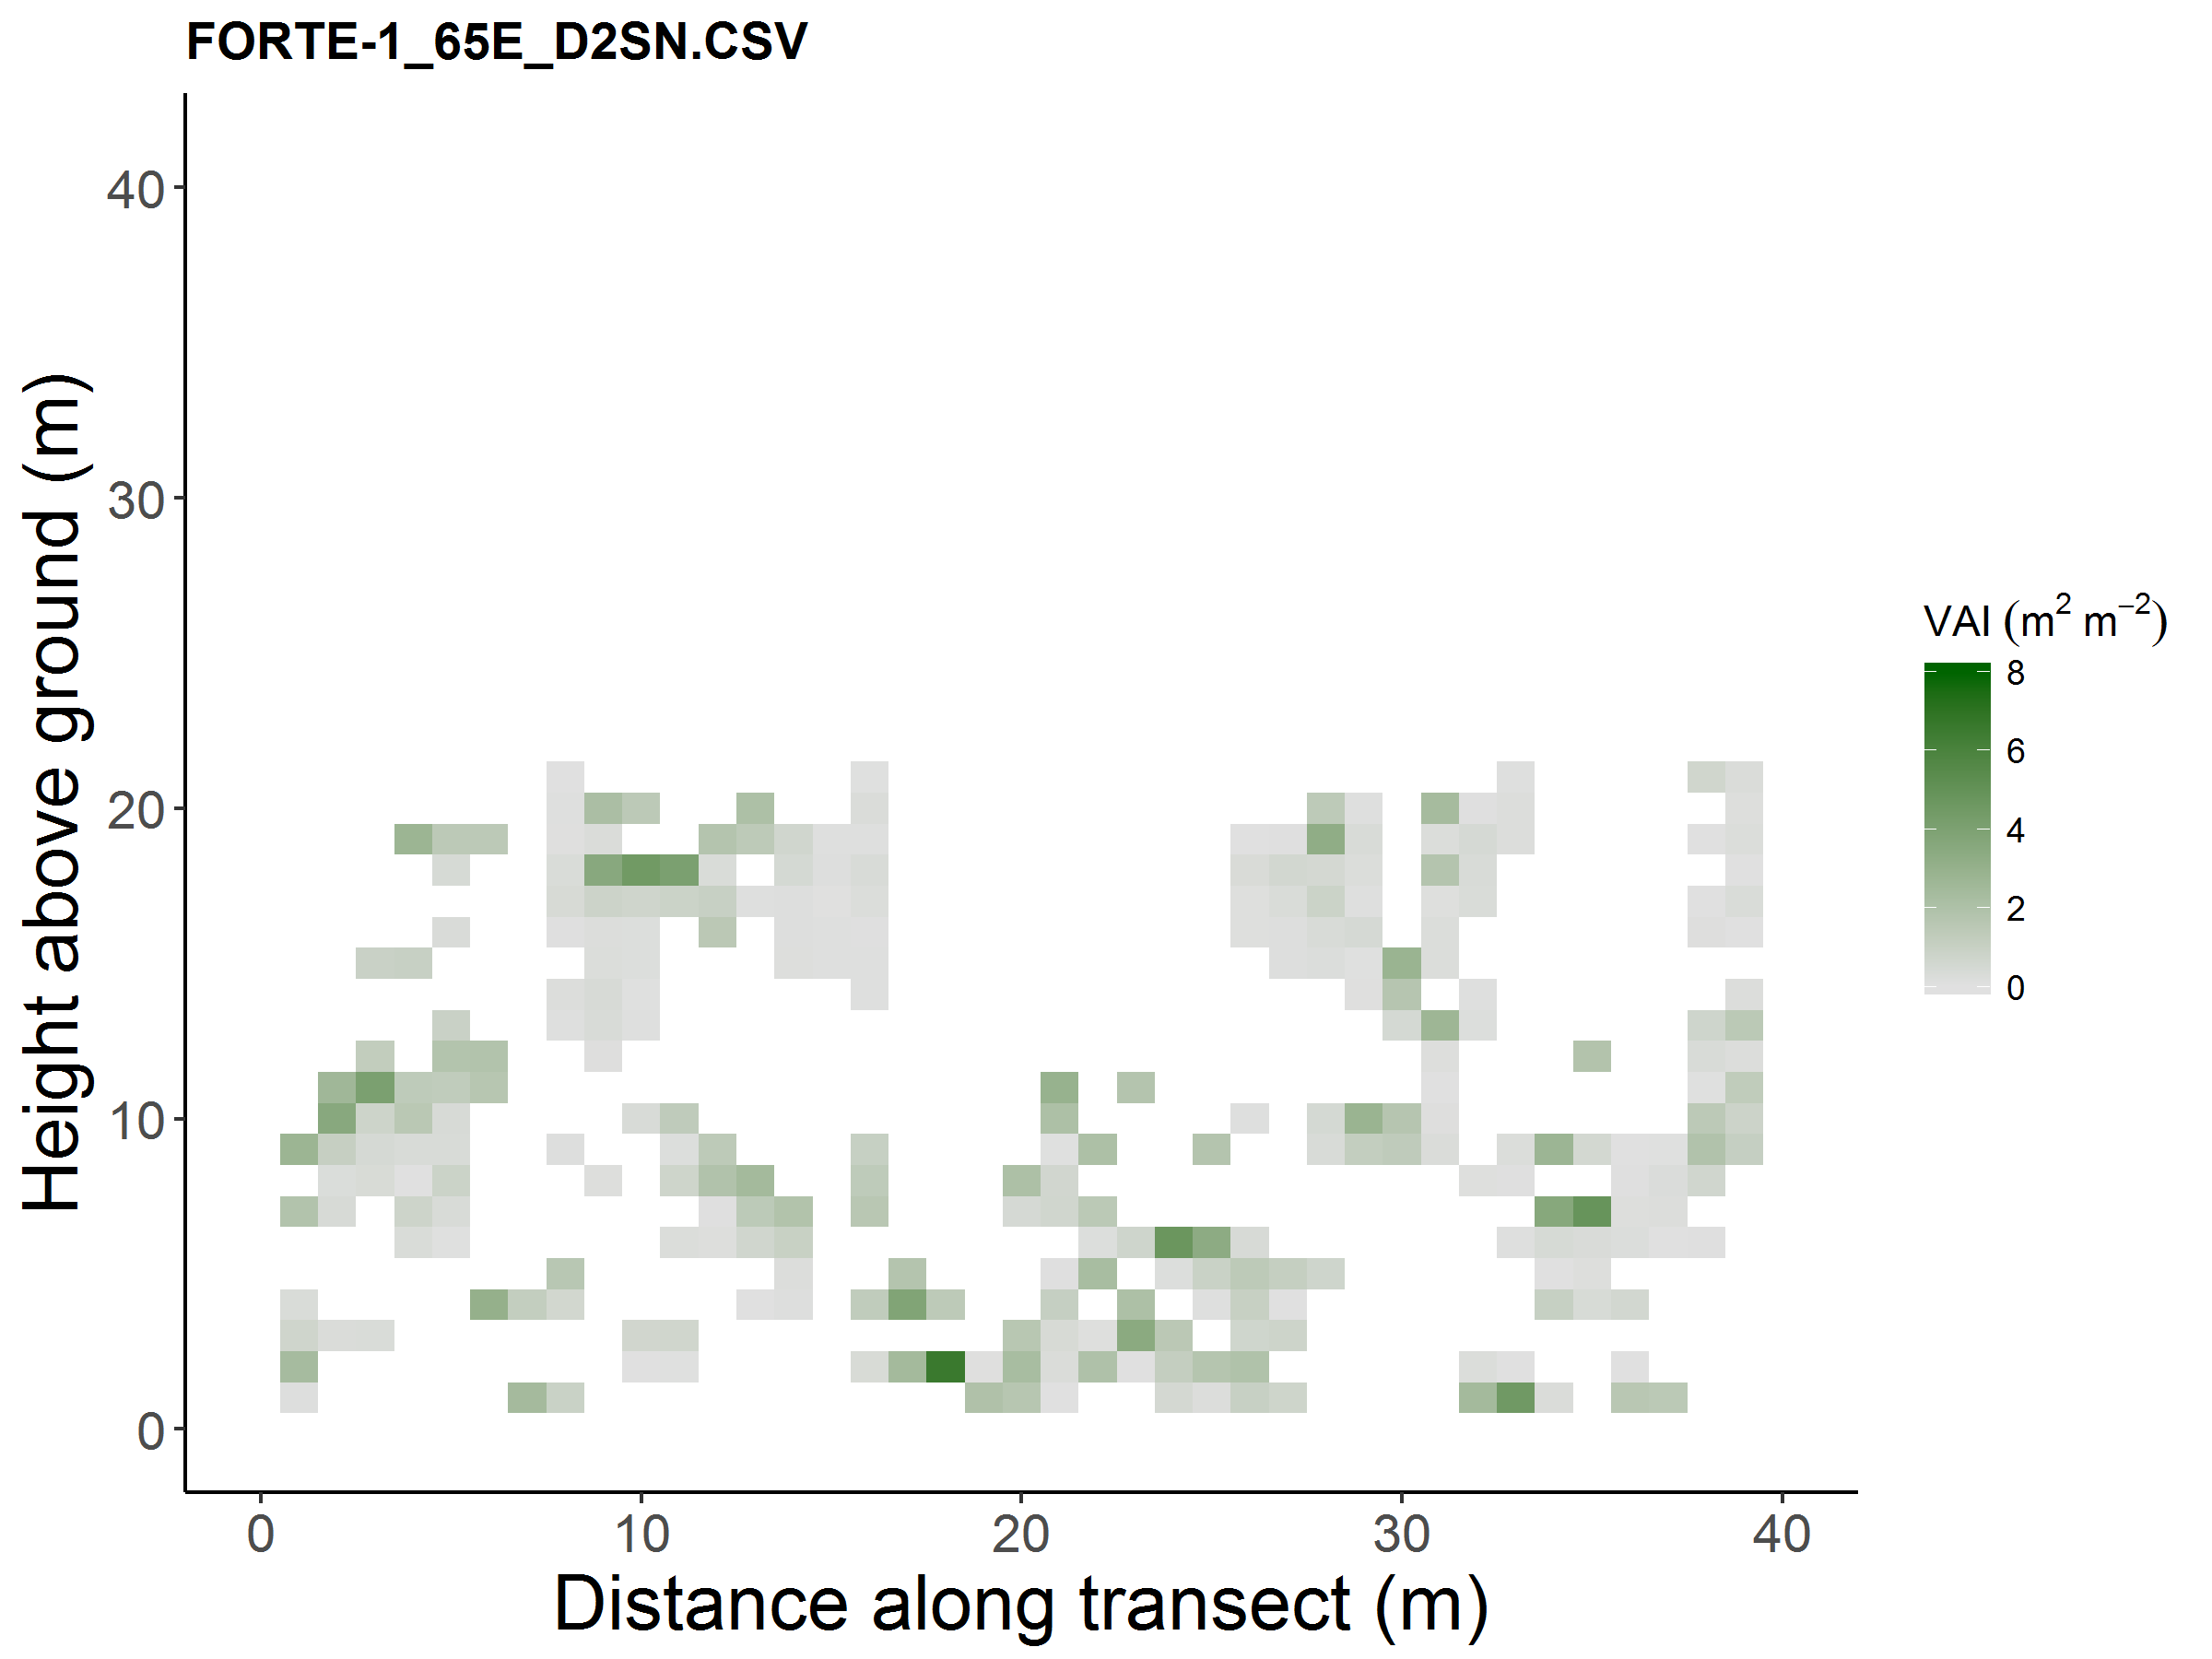 FORTE-1_65E_D2SN.CSV
Height above ground (m)
40
30
20
10
0
0 10 20 30 40
Distance along transect (m)
VAI (m² m⁻²)
8
6
4
2
0